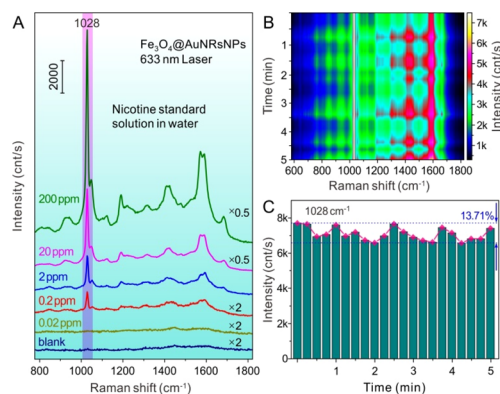 A
1028
2000
Fe₃O₄@AuNRsNPs
633 nm Laser
Nicotine standard
solution in water
200 ppm
×0.5
20 ppm
×0.5
2 ppm
0.2 ppm
×2
0.02 ppm
×2
blank
×2
Intensity (cnt/s)
800 1000 1200 1400 1600 1800
Raman shift (cm⁻¹)
B
Time (min)
1
2
3
4
5
600 800 1000 1200 1400 1600 1800
Raman shift (cm⁻¹)
7k
6k
5k
4k
3k
2k
1k
Intensity (cnt/s)
C
1028 cm⁻¹
13.71%
8k
6k
4k
2k
0
Intensity (cnt/s)
0 1 2 3 4 5
Time (min)